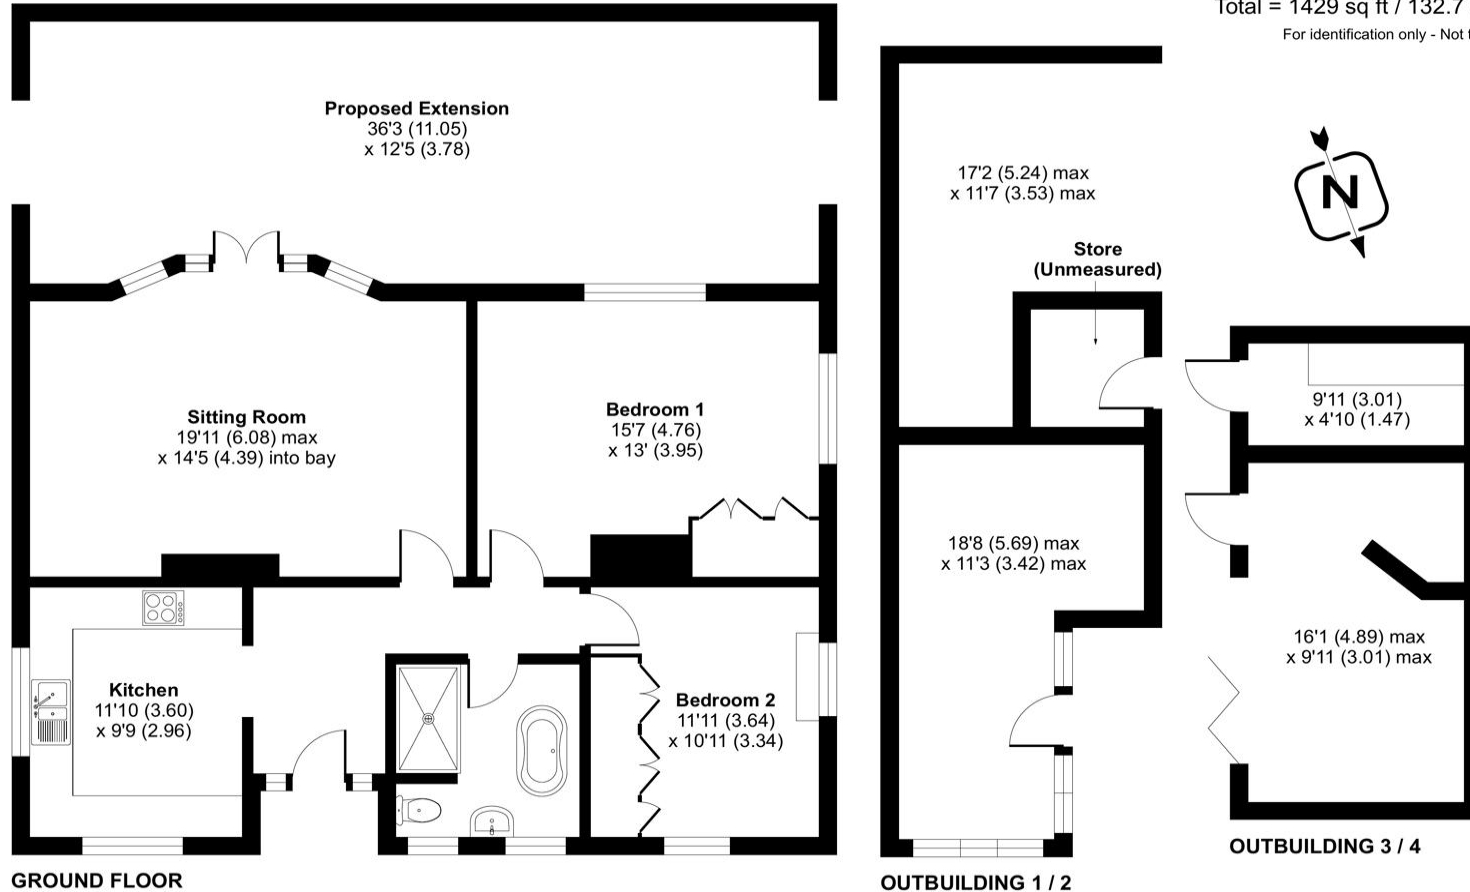 Total = 1429 sq ft / 132.7
For identification only - Not
Proposed Extension
36'3 (11.05)
x 12'5 (3.78)
17'2 (5.24) max
x 11'7 (3.53) max
N
Store
(Unmeasured)
Sitting Room
19'11 (6.08) max
x 14'5 (4.39) into bay
Bedroom 1
15'7 (4.76)
x 13' (3.95)
9'11 (3.01)
x 4'10 (1.47)
18'8 (5.69) max
x 11'3 (3.42) max
16'1 (4.89) max
x 9'11 (3.01) max
Kitchen
11'10 (3.60)
x 9'9 (2.96)
Bedroom 2
11'11 (3.64)
x 10'11 (3.34)
GROUND FLOOR
OUTBUILDING 1 / 2
OUTBUILDING 3 / 4